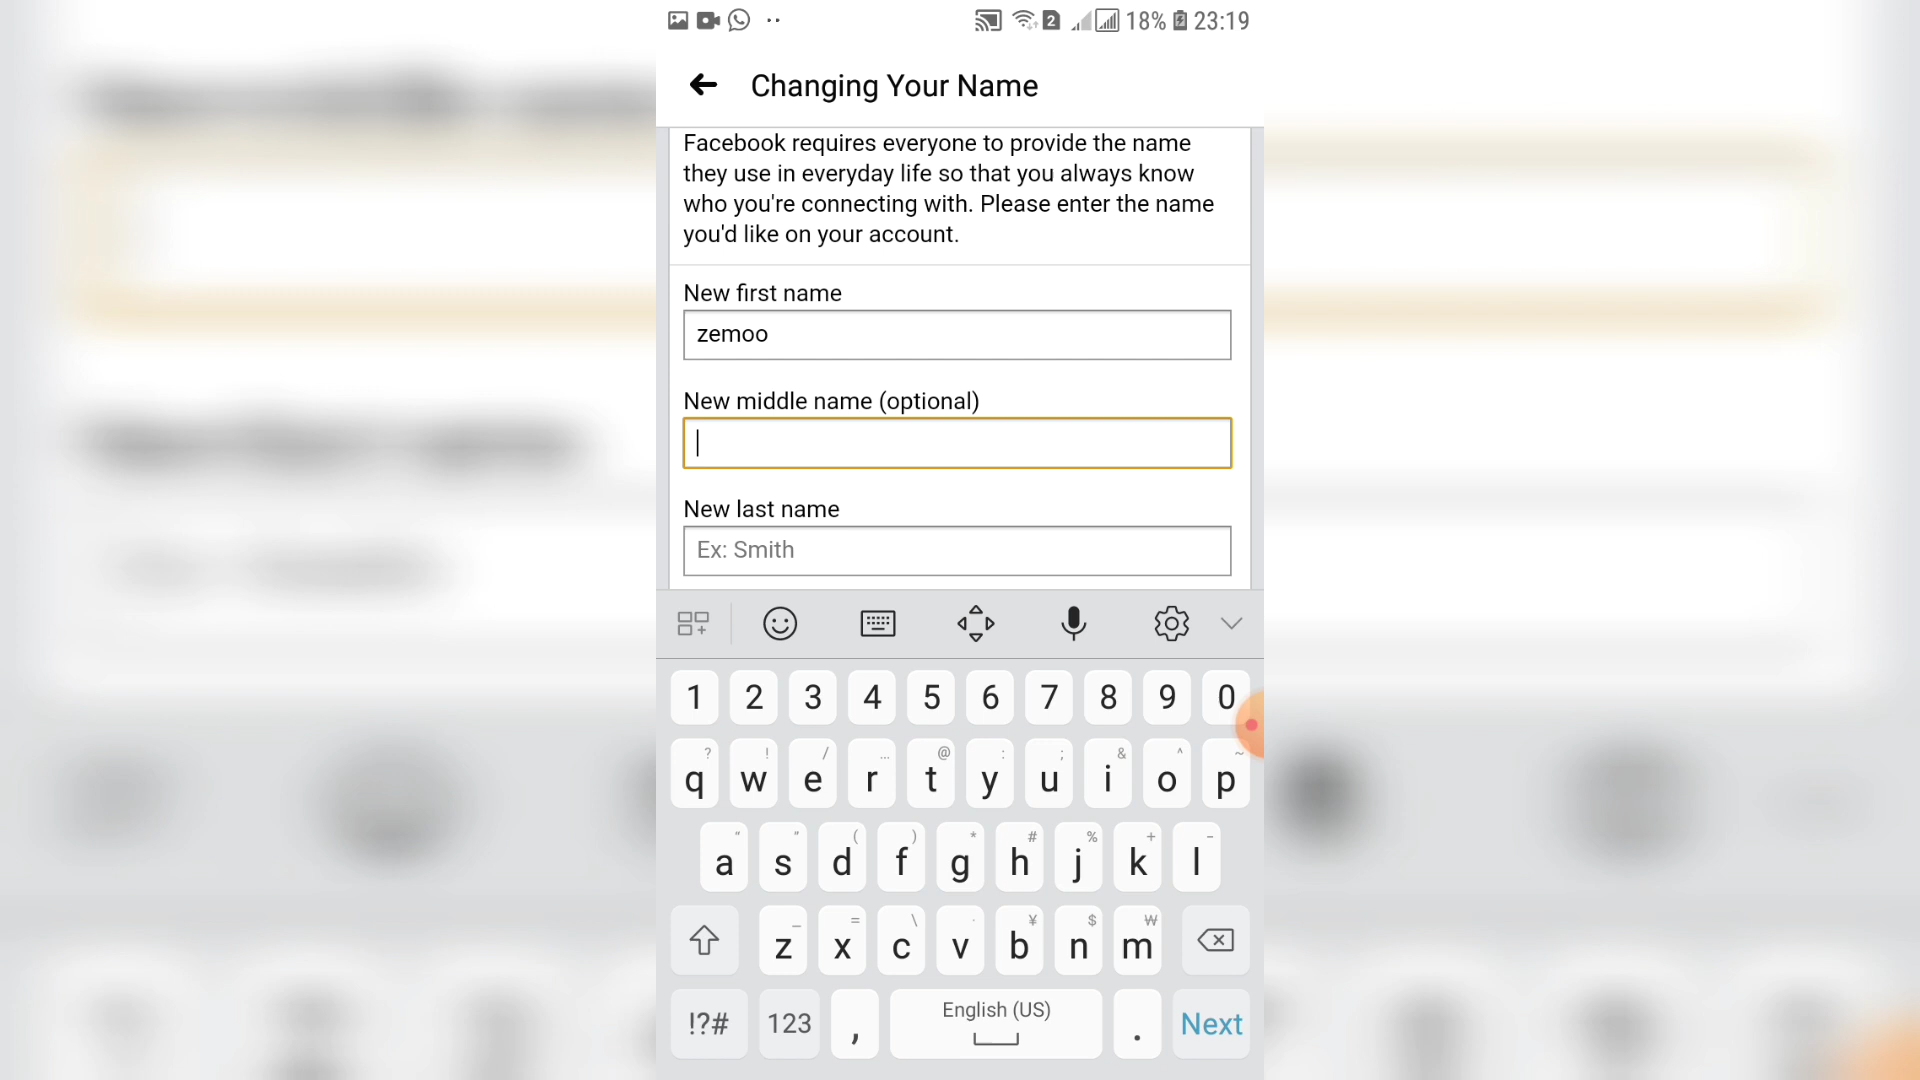 2 18% 23:19
Changing Your Name
Facebook requires everyone to provide the name
they use in everyday life so that you always know
who you're connecting with. Please enter the name
you'd like on your account.
New first name
zemoo
New middle name (optional)
New last name
Ex: Smith
1 2 3 4 5 6 7 8 9 0
? ! / ... @ : ; & ^ ~
q w e r t y u i o p
" " ( ) * # % + -
a s d f g h j k l
_ = \ · ¥ $ ₩
z x c v b n m
!?# 123 , English (US) . Next